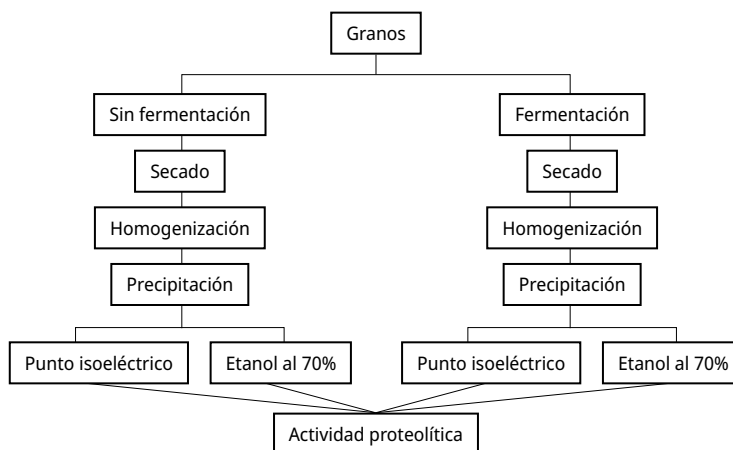 Granos
Sin fermentación
Fermentación
Secado
Secado
Homogenización
Homogenización
Precipitación
Precipitación
Punto isoeléctrico
Etanol al 70%
Punto isoeléctrico
Etanol al 70%
Actividad proteolítica